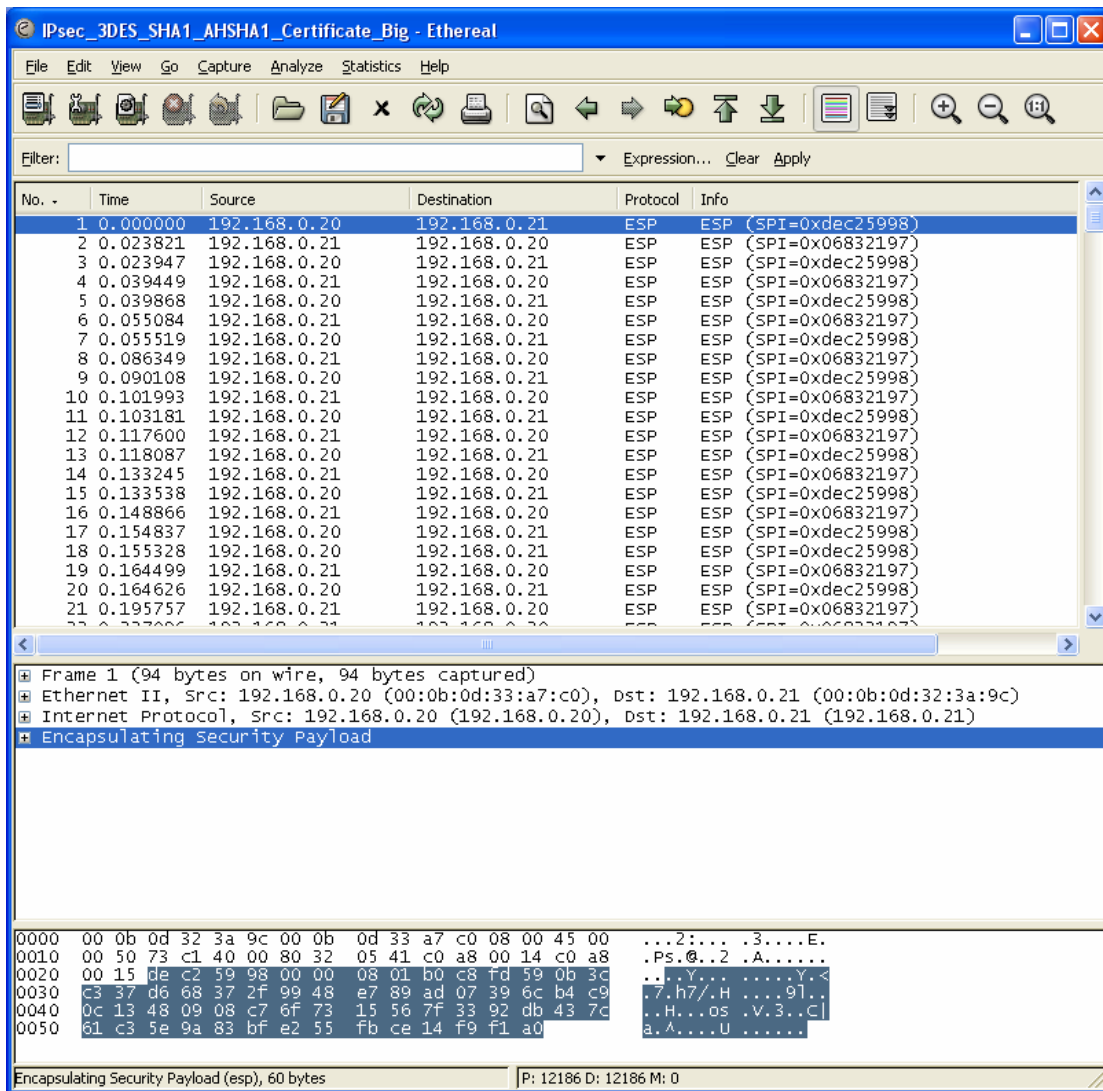 IPsec_3DES_SHA1_AHSHA1_Certificate_Big - Ethereal
File Edit View Go Capture Analyze Statistics Help
Filter: Expression... Clear Apply
No. Time Source Destination Protocol Info
1 0.000000 192.168.0.20 192.168.0.21 ESP ESP (SPI=0xdec25998)
2 0.023821 192.168.0.21 192.168.0.20 ESP ESP (SPI=0x06832197)
3 0.023947 192.168.0.20 192.168.0.21 ESP ESP (SPI=0xdec25998)
4 0.039449 192.168.0.21 192.168.0.20 ESP ESP (SPI=0x06832197)
5 0.039868 192.168.0.20 192.168.0.21 ESP ESP (SPI=0xdec25998)
6 0.055084 192.168.0.21 192.168.0.20 ESP ESP (SPI=0x06832197)
7 0.055519 192.168.0.20 192.168.0.21 ESP ESP (SPI=0xdec25998)
8 0.086349 192.168.0.21 192.168.0.20 ESP ESP (SPI=0x06832197)
9 0.090108 192.168.0.20 192.168.0.21 ESP ESP (SPI=0xdec25998)
10 0.101993 192.168.0.21 192.168.0.20 ESP ESP (SPI=0x06832197)
11 0.103181 192.168.0.20 192.168.0.21 ESP ESP (SPI=0xdec25998)
12 0.117600 192.168.0.21 192.168.0.20 ESP ESP (SPI=0x06832197)
13 0.118087 192.168.0.20 192.168.0.21 ESP ESP (SPI=0xdec25998)
14 0.133245 192.168.0.21 192.168.0.20 ESP ESP (SPI=0x06832197)
15 0.133538 192.168.0.20 192.168.0.21 ESP ESP (SPI=0xdec25998)
16 0.148866 192.168.0.21 192.168.0.20 ESP ESP (SPI=0x06832197)
17 0.154837 192.168.0.20 192.168.0.21 ESP ESP (SPI=0xdec25998)
18 0.155328 192.168.0.20 192.168.0.21 ESP ESP (SPI=0xdec25998)
19 0.164499 192.168.0.21 192.168.0.20 ESP ESP (SPI=0x06832197)
20 0.164626 192.168.0.20 192.168.0.21 ESP ESP (SPI=0xdec25998)
21 0.195757 192.168.0.21 192.168.0.20 ESP ESP (SPI=0x06832197)
Frame 1 (94 bytes on wire, 94 bytes captured)
Ethernet II, Src: 192.168.0.20 (00:0b:0d:33:a7:c0), Dst: 192.168.0.21 (00:0b:0d:32:3a:9c)
Internet Protocol, Src: 192.168.0.20 (192.168.0.20), Dst: 192.168.0.21 (192.168.0.21)
Encapsulating Security Payload
0000 00 0b 0d 32 3a 9c 00 0b 0d 33 a7 c0 08 00 45 00 ...2:... .3....E.
0010 00 50 73 c1 40 00 80 32 05 41 c0 a8 00 14 c0 a8 .Ps.@..2 .A......
0020 00 15 de c2 59 98 00 00 08 01 b0 c8 fd 59 0b 3c ....Y... .....Y.<
0030 c3 37 d6 68 37 2f 99 48 e7 89 ad 07 39 6c b4 c9 .7.h7/.H ....9l..
0040 0c 13 48 09 08 c7 6f 73 15 56 7f 33 92 db 43 7c ..H...os .V.3..C|
0050 61 c3 5e 9a 83 bf e2 55 fb ce 14 f9 f1 a0 a.^....U ......
Encapsulating Security Payload (esp), 60 bytes P: 12186 D: 12186 M: 0